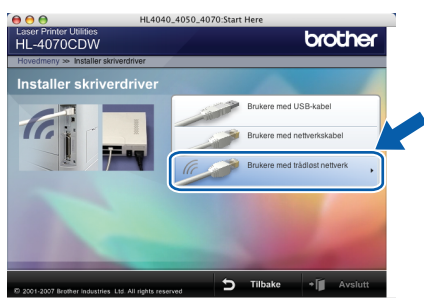 HL4040_4050_4070:Start Here
Laser Printer Utilities
HL-4070CDW
brother
Hovedmeny >> Installer skriverdriver
Installer skriverdriver
Brukere med USB-kabel
Brukere med nettverkskabel
Brukere med trådløst nettverk
© 2001-2007 Brother Industries Ltd All rights reserved
Tilbake
Avslutt